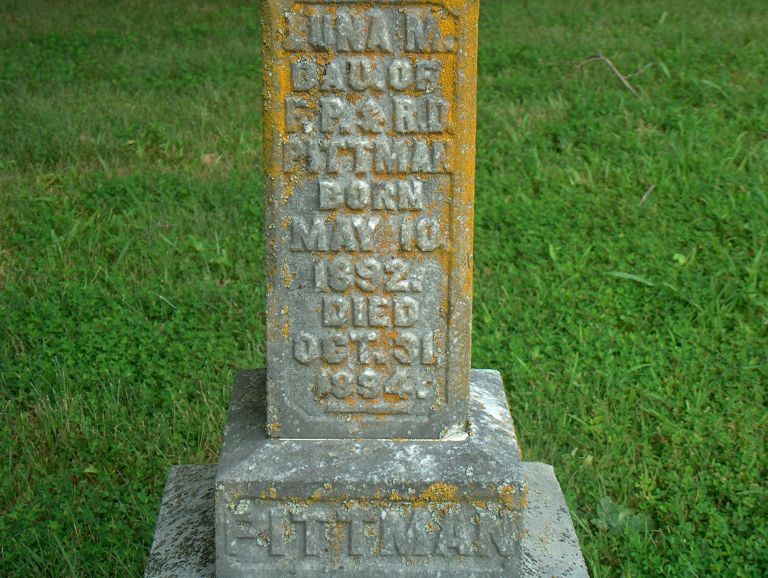 LUNA M.
DAU. OF
F. P. & R. D
PITTMAN
BORN
MAY 10.
1892.
DIED
OCT. 31
1894.
PITTMAN